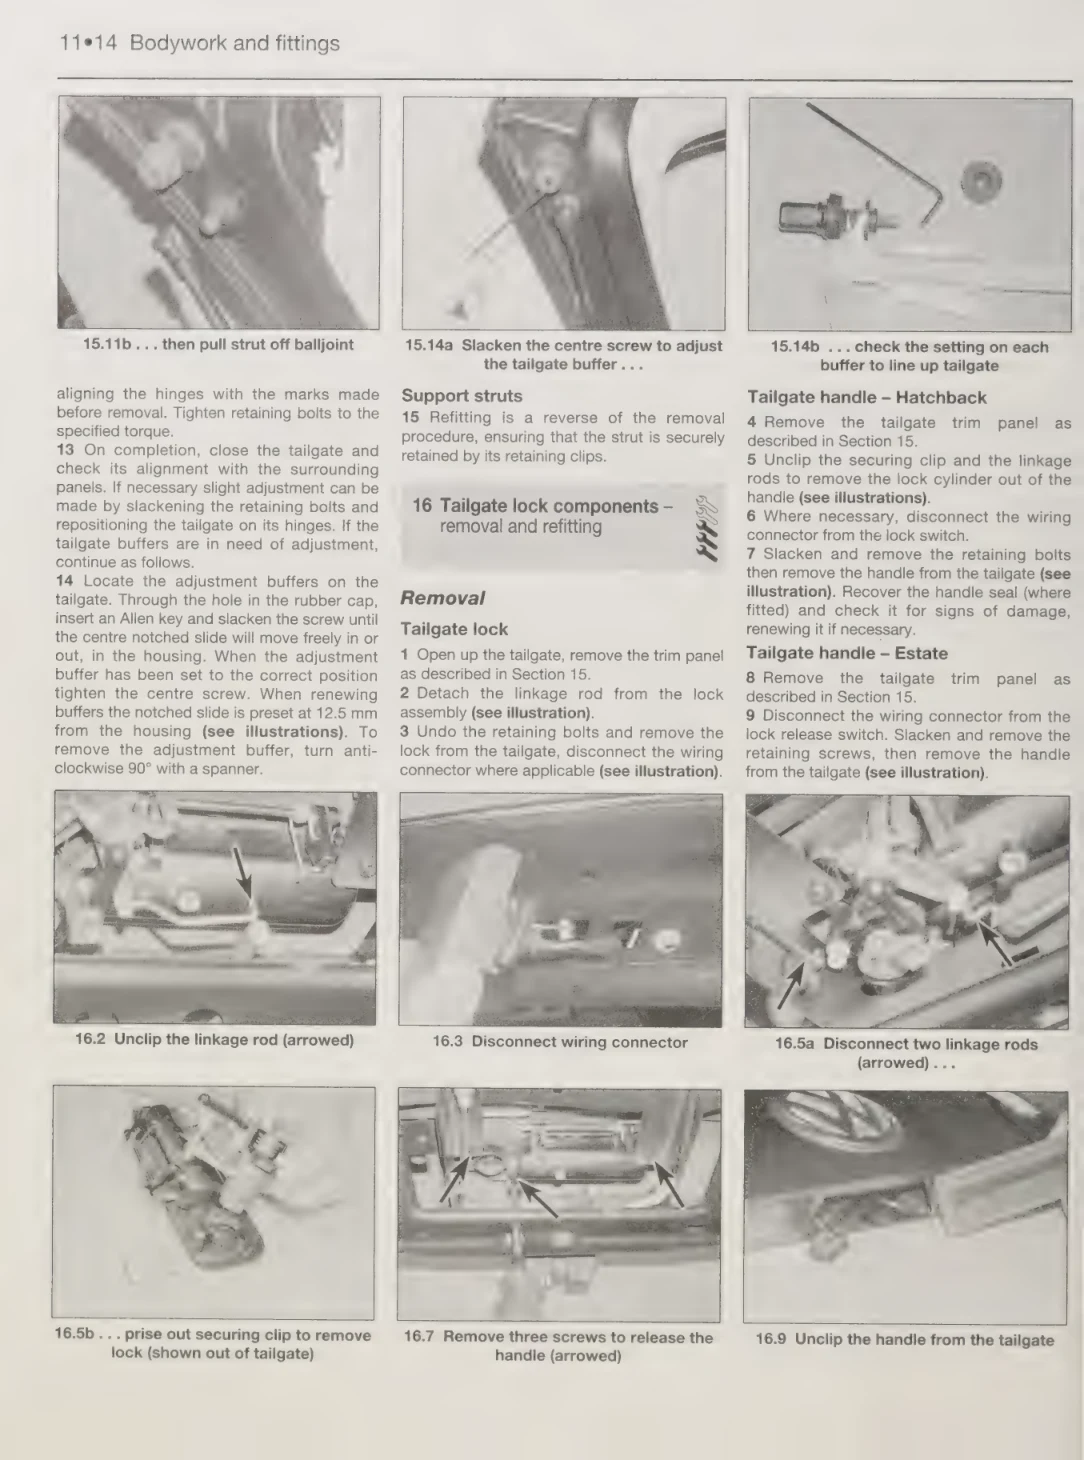 11•14 Bodywork and fittings
15.11b . . . then pull strut off balljoint
15.14a Slacken the centre screw to adjust
the tailgate buffer . . .
15.14b . . . check the setting on each
buffer to line up tailgate
aligning the hinges with the marks made
before removal. Tighten retaining bolts to the
specified torque.
13 On completion, close the tailgate and
check its alignment with the surrounding
panels. If necessary slight adjustment can be
made by slackening the retaining bolts and
repositioning the tailgate on its hinges. If the
tailgate buffers are in need of adjustment,
continue as follows.
14 Locate the adjustment buffers on the
tailgate. Through the hole in the rubber cap,
insert an Allen key and slacken the screw until
the centre notched slide will move freely in or
out, in the housing. When the adjustment
buffer has been set to the correct position
tighten the centre screw. When renewing
buffers the notched slide is preset at 12.5 mm
from the housing (see illustrations). To
remove the adjustment buffer, turn anti-
clockwise 90° with a spanner.
Support struts
15 Refitting is a reverse of the removal
procedure, ensuring that the strut is securely
retained by its retaining clips.
16 Tailgate lock components –
removal and refitting
Removal
Tailgate lock
1 Open up the tailgate, remove the trim panel
as described in Section 15.
2 Detach the linkage rod from the lock
assembly (see illustration).
3 Undo the retaining bolts and remove the
lock from the tailgate, disconnect the wiring
connector where applicable (see illustration).
Tailgate handle – Hatchback
4 Remove the tailgate trim panel as
described in Section 15.
5 Unclip the securing clip and the linkage
rods to remove the lock cylinder out of the
handle (see illustrations).
6 Where necessary, disconnect the wiring
connector from the lock switch.
7 Slacken and remove the retaining bolts
then remove the handle from the tailgate (see
illustration). Recover the handle seal (where
fitted) and check it for signs of damage,
renewing it if necessary.
Tailgate handle – Estate
8 Remove the tailgate trim panel as
described in Section 15.
9 Disconnect the wiring connector from the
lock release switch. Slacken and remove the
retaining screws, then remove the handle
from the tailgate (see illustration).
16.2 Unclip the linkage rod (arrowed)
16.3 Disconnect wiring connector
16.5a Disconnect two linkage rods
(arrowed) . . .
16.5b . . . prise out securing clip to remove
lock (shown out of tailgate)
16.7 Remove three screws to release the
handle (arrowed)
16.9 Unclip the handle from the tailgate